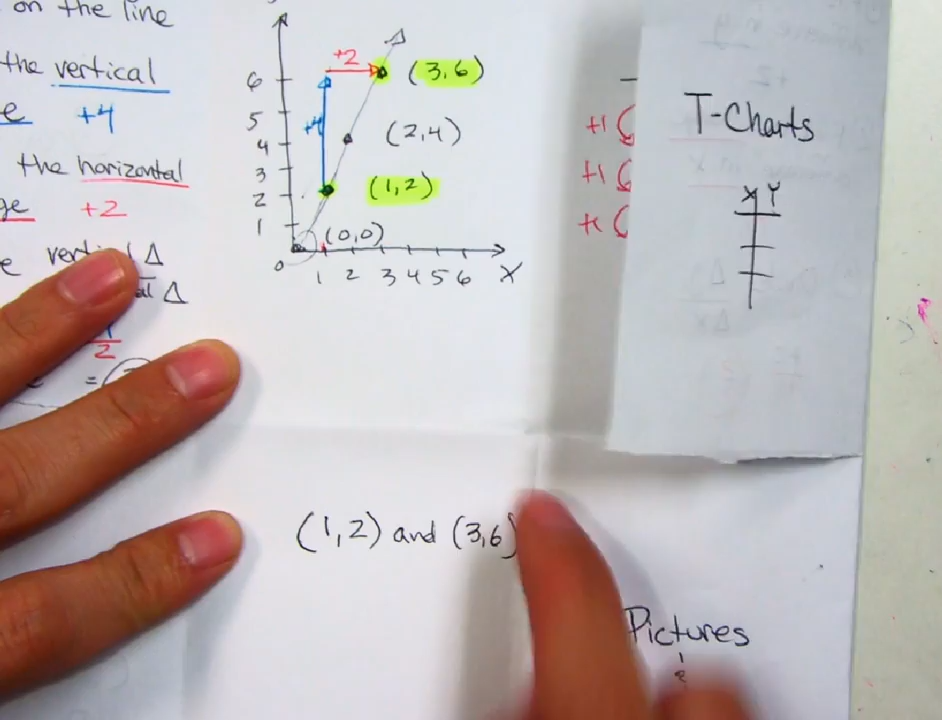 on the line
the vertical
e +4
the horizontal
ge +2
e vertical Δ
al Δ
2
=
+2
+4
(3,6)
(2,4)
(1,2)
(0,0)
6
5
4
3
2
1
0
1 2 3 4 5 6 X
+1
+1
T-Charts
X Y
(1,2) and (3,6)
Pictures